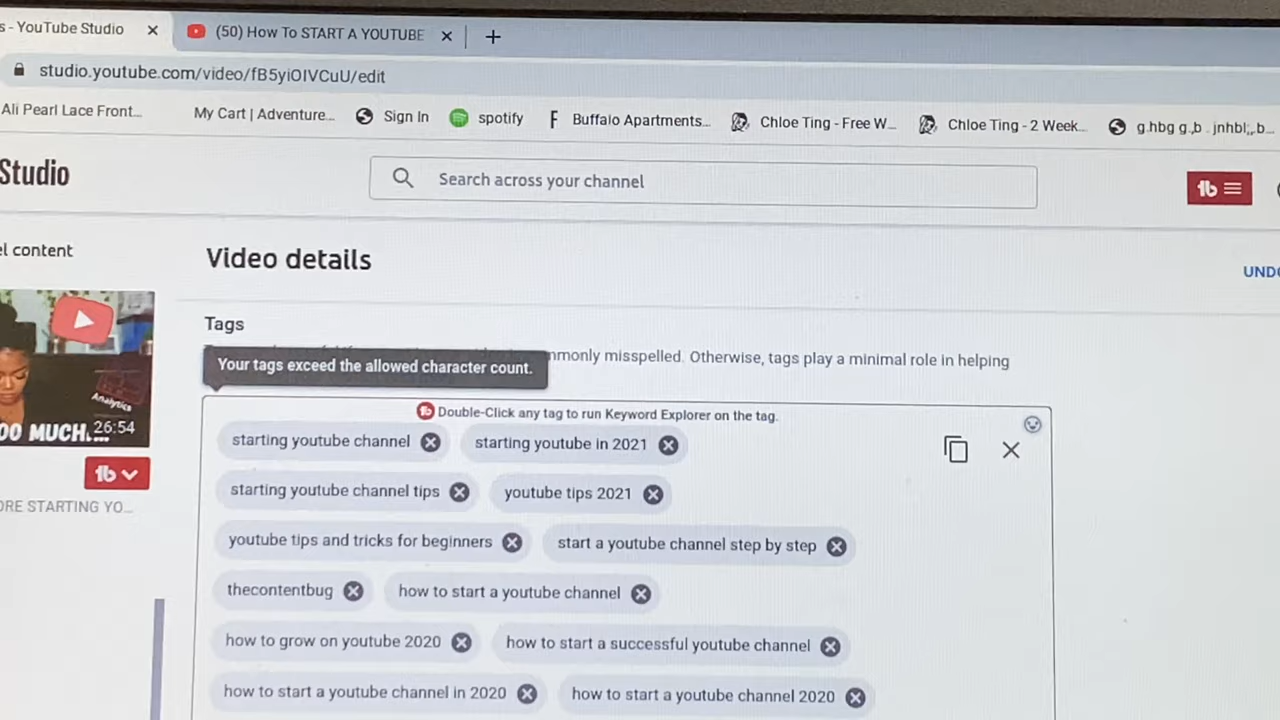 s - YouTube Studio
(50) How To START A YOUTUBE
studio.youtube.com/video/fB5yiOIVCuU/edit
Ali Pearl Lace Front...
My Cart | Adventure...
Sign In
spotify
Buffalo Apartments...
Chloe Ting - Free W...
Chloe Ting - 2 Week...
g.hbg g.,b . jnhbl;,.b...
Studio
Search across your channel
el content
Video details
UNDO
Tags
mmonly misspelled. Otherwise, tags play a minimal role in helping
Your tags exceed the allowed character count.
Double-Click any tag to run Keyword Explorer on the tag.
Analytics
OO MUCH...
26:54
starting youtube channel
starting youtube in 2021
starting youtube channel tips
youtube tips 2021
ORE STARTING YO...
youtube tips and tricks for beginners
start a youtube channel step by step
thecontentbug
how to start a youtube channel
how to grow on youtube 2020
how to start a successful youtube channel
how to start a youtube channel in 2020
how to start a youtube channel 2020